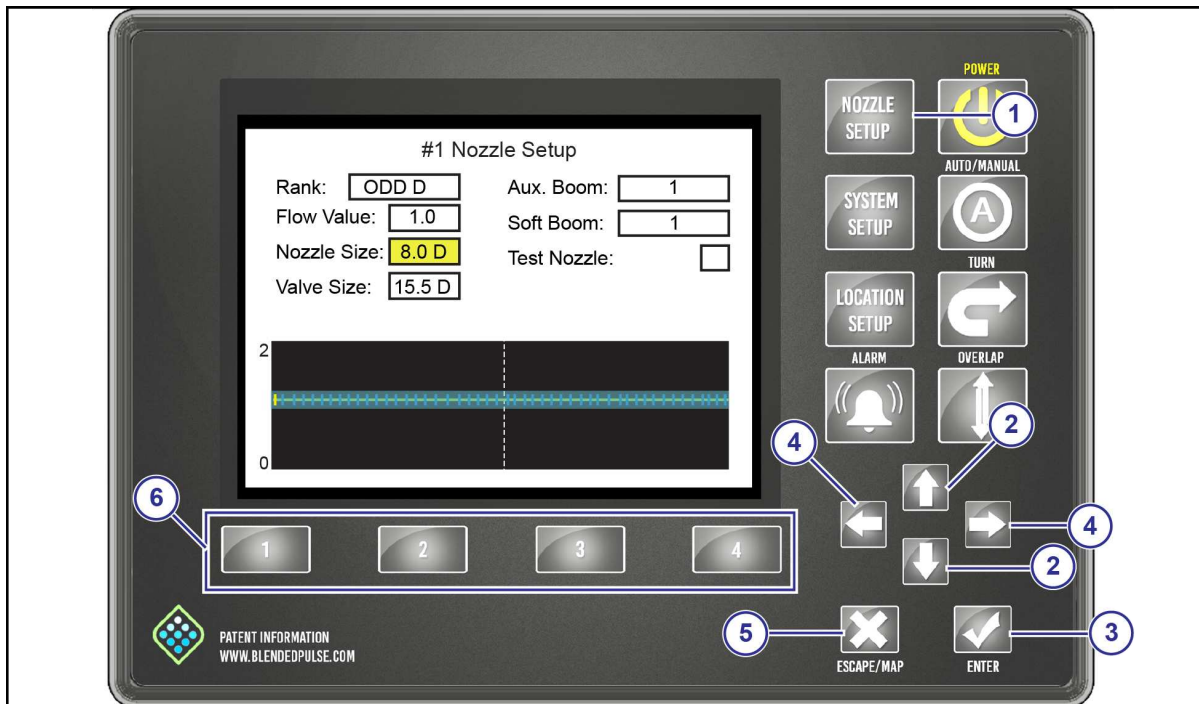 #1 Nozzle Setup
Rank: ODD D
Flow Value: 1.0
Nozzle Size: 8.0 D
Valve Size: 15.5 D
Aux. Boom: 1
Soft Boom: 1
Test Nozzle:
2
0
1
2
3
4
PATENT INFORMATION
WWW.BLENDEDPULSE.COM
NOZZLE
SETUP
POWER
AUTO/MANUAL
SYSTEM
SETUP
A
TURN
LOCATION
SETUP
ALARM
OVERLAP
ESCAPE/MAP
ENTER
1
2
4
4
2
6
5
3